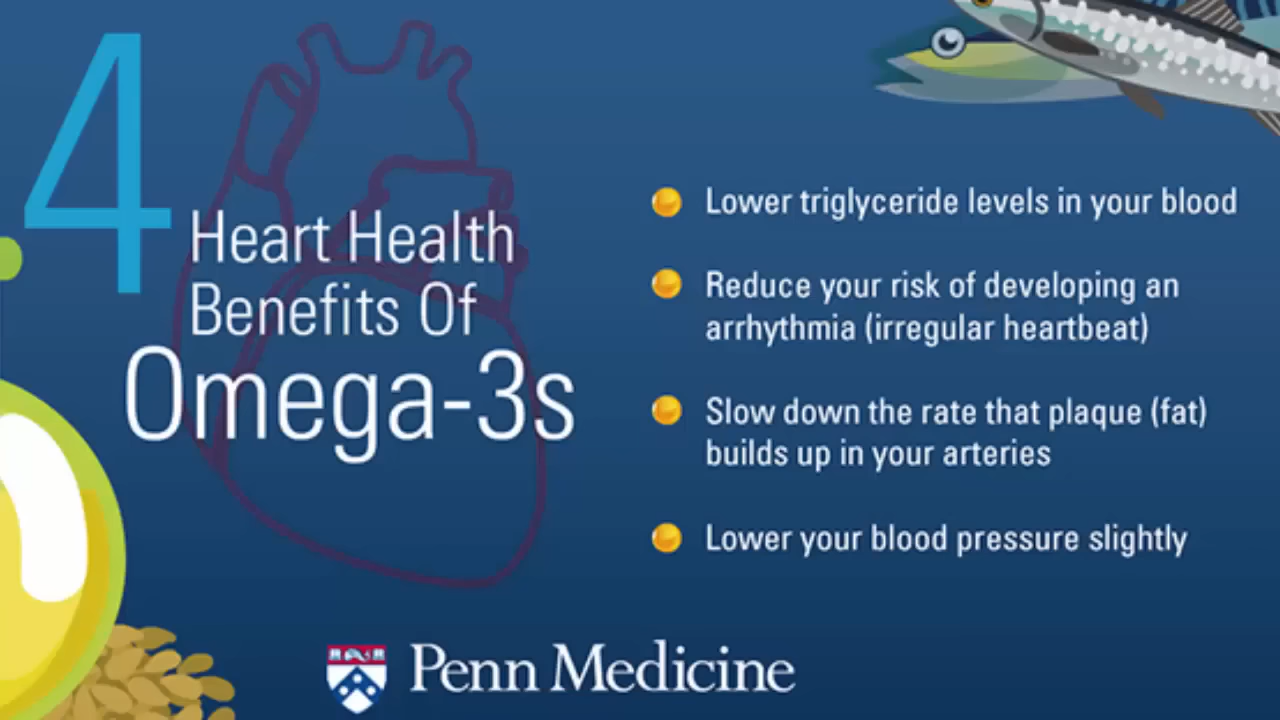 4
Heart Health
Benefits Of
Omega-3s
Lower triglyceride levels in your blood
Reduce your risk of developing an
arrhythmia (irregular heartbeat)
Slow down the rate that plaque (fat)
builds up in your arteries
Lower your blood pressure slightly
Penn Medicine